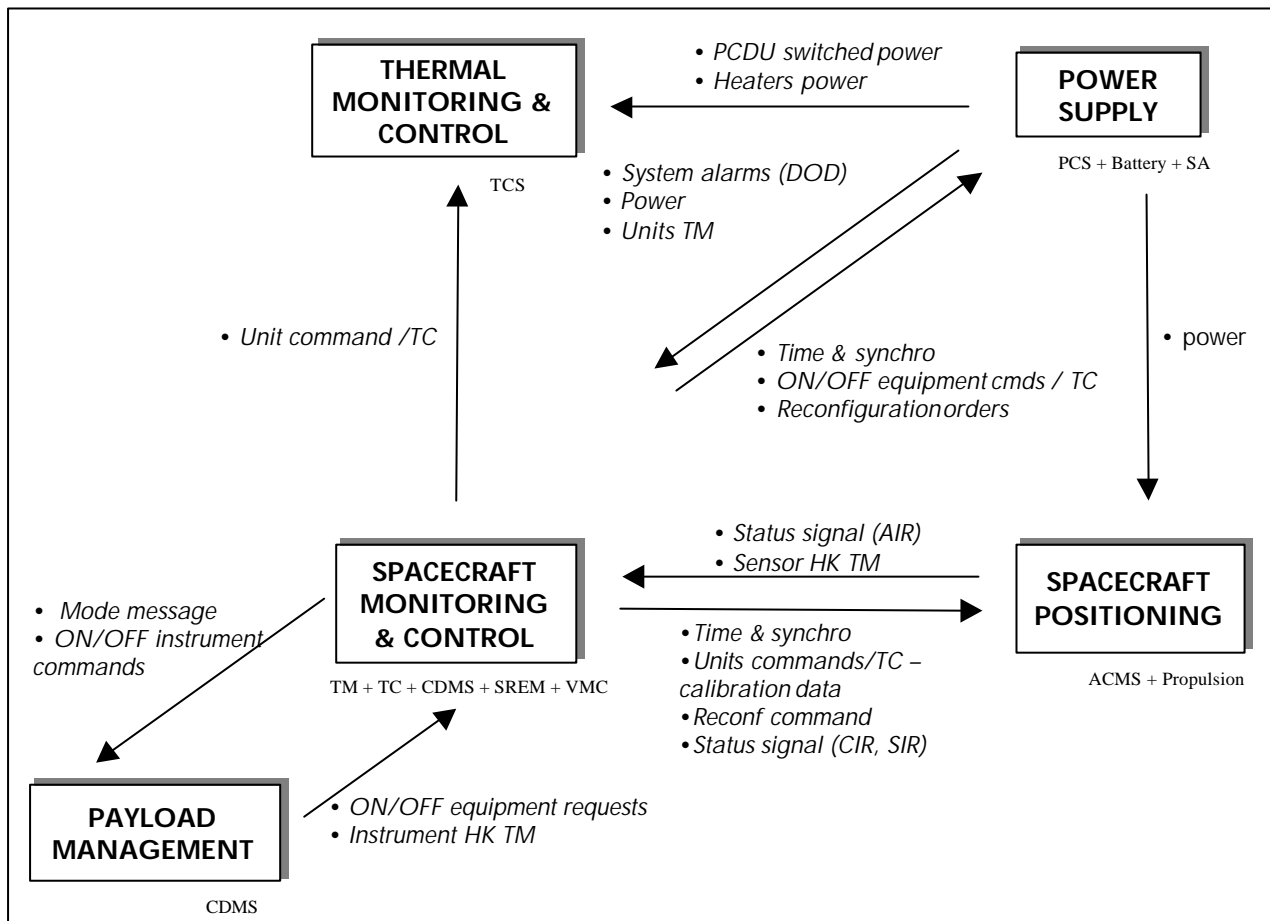 • PCDU switched power
• Heaters power
THERMAL
MONITORING &
CONTROL
TCS
POWER
SUPPLY
PCS + Battery + SA
• System alarms (DOD)
• Power
• Units TM
• Unit command /TC
• Time & synchro
• ON/OFF equipment cmds / TC
• Reconfiguration orders
• power
• Status signal (AIR)
• Sensor HK TM
SPACECRAFT
MONITORING
& CONTROL
TM + TC + CDMS + SREM + VMC
SPACECRAFT
POSITIONING
ACMS + Propulsion
• Mode message
• ON/OFF instrument
commands
• Time & synchro
• Units commands/TC –
calibration data
• Reconf command
• Status signal (CIR, SIR)
PAYLOAD
MANAGEMENT
CDMS
• ON/OFF equipment requests
• Instrument HK TM